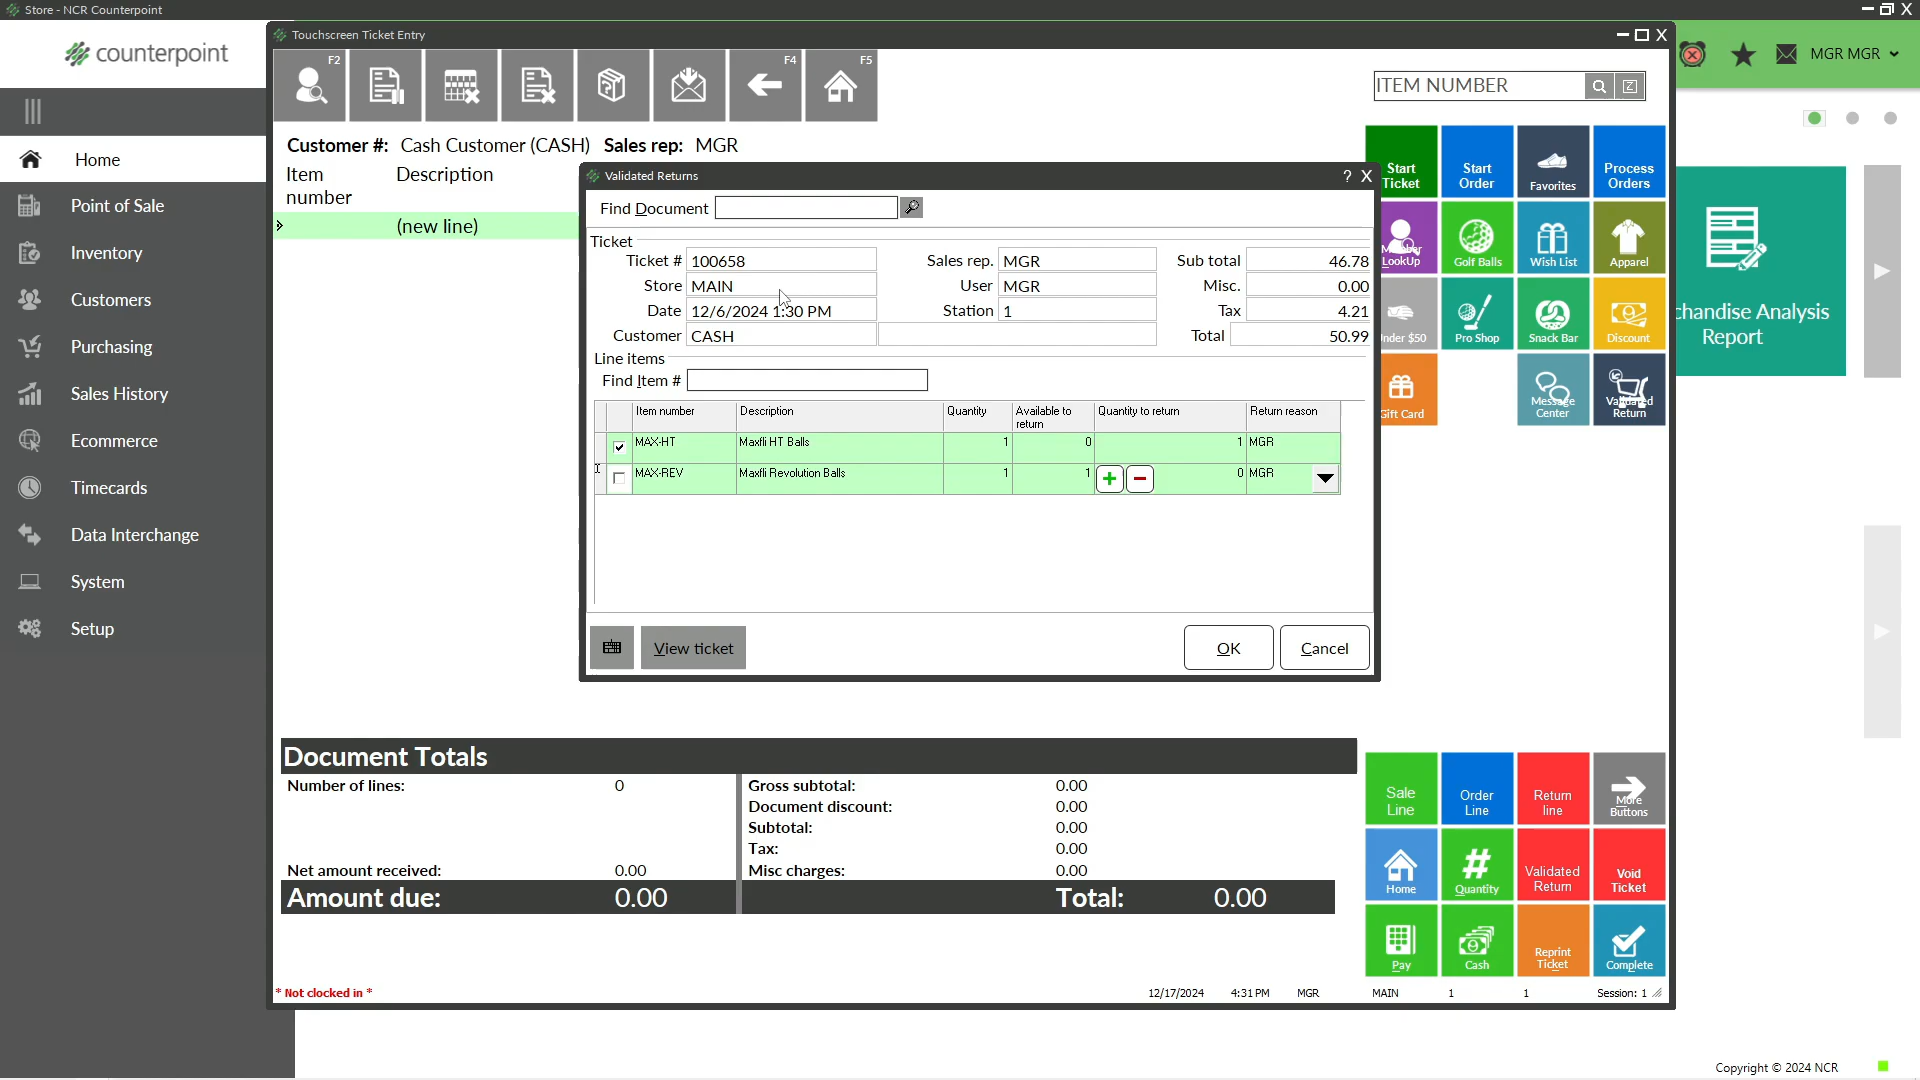 Store - NCR Counterpoint
Touchscreen Ticket Entry
counterpoint
F2
F4
F5
ITEM NUMBER
Z
MGR MGR
Customer #: Cash Customer (CASH) Sales rep: MGR
Item number
Description
(new line)
Home
Point of Sale
Inventory
Customers
Purchasing
Sales History
Ecommerce
Timecards
Data Interchange
System
Setup
Validated Returns
? X
Find Document
Ticket
Ticket # 100658
Sales rep. MGR
Sub total 46.78
Store MAIN
User MGR
Misc. 0.00
Date 12/6/2024 1:30 PM
Station 1
Tax 4.21
Customer CASH
Total 50.99
Line items
Find Item #
Item number Description Quantity Available to return Quantity to return Return reason
MAX-HT Maxfli HT Balls 1 0 1 MGR
MAX-REV Maxfli Revolution Balls 1 1 0 MGR
View ticket
OK
Cancel
Start Ticket
Start Order
Favorites
Process Orders
LookUp
Golf Balls
Wish List
Apparel
nder $50
Pro Shop
Snack Bar
Discount
Gift Card
Message Center
Validated Return
chandise Analysis
Report
Document Totals
Number of lines: 0
Gross subtotal: 0.00
Document discount: 0.00
Subtotal: 0.00
Tax: 0.00
Net amount received: 0.00
Misc charges: 0.00
Amount due: 0.00
Total: 0.00
Sale Line
Order Line
Return line
More Buttons
Home
Quantity
Validated Return
Void Ticket
Pay
Cash
Reprint Ticket
Complete
* Not clocked in *
12/17/2024 4:31 PM MGR MAIN 1 1 Session: 1
Copyright © 2024 NCR